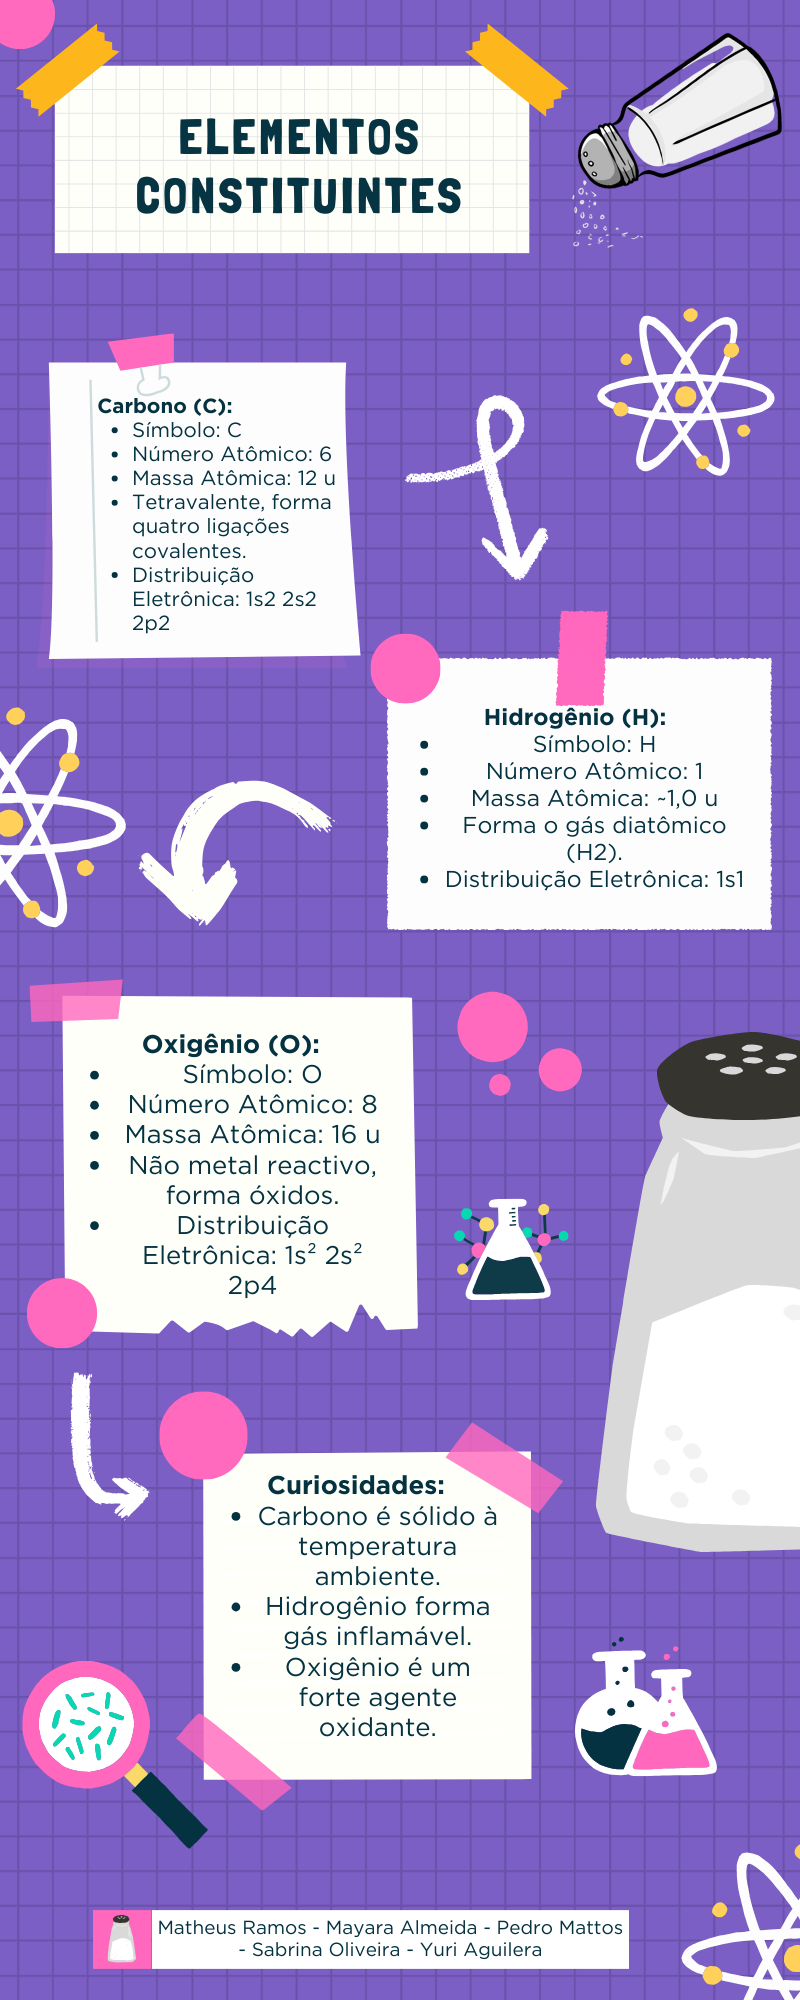 ELEMENTOS
CONSTITUINTES
Carbono (C):
• Símbolo: C
• Número Atômico: 6
• Massa Atômica: 12 u
• Tetravalente, forma
quatro ligações
covalentes.
• Distribuição
Eletrônica: 1s2 2s2
2p2
Hidrogênio (H):
• Símbolo: H
• Número Atômico: 1
• Massa Atômica: ~1,0 u
• Forma o gás diatômico
(H2).
• Distribuição Eletrônica: 1s1
Oxigênio (O):
• Símbolo: O
• Número Atômico: 8
• Massa Atômica: 16 u
• Não metal reactivo,
forma óxidos.
• Distribuição
Eletrônica: 1s² 2s²
2p4
Curiosidades:
• Carbono é sólido à
temperatura
ambiente.
• Hidrogênio forma
gás inflamável.
• Oxigênio é um
forte agente
oxidante.
Matheus Ramos - Mayara Almeida - Pedro Mattos
- Sabrina Oliveira - Yuri Aguilera